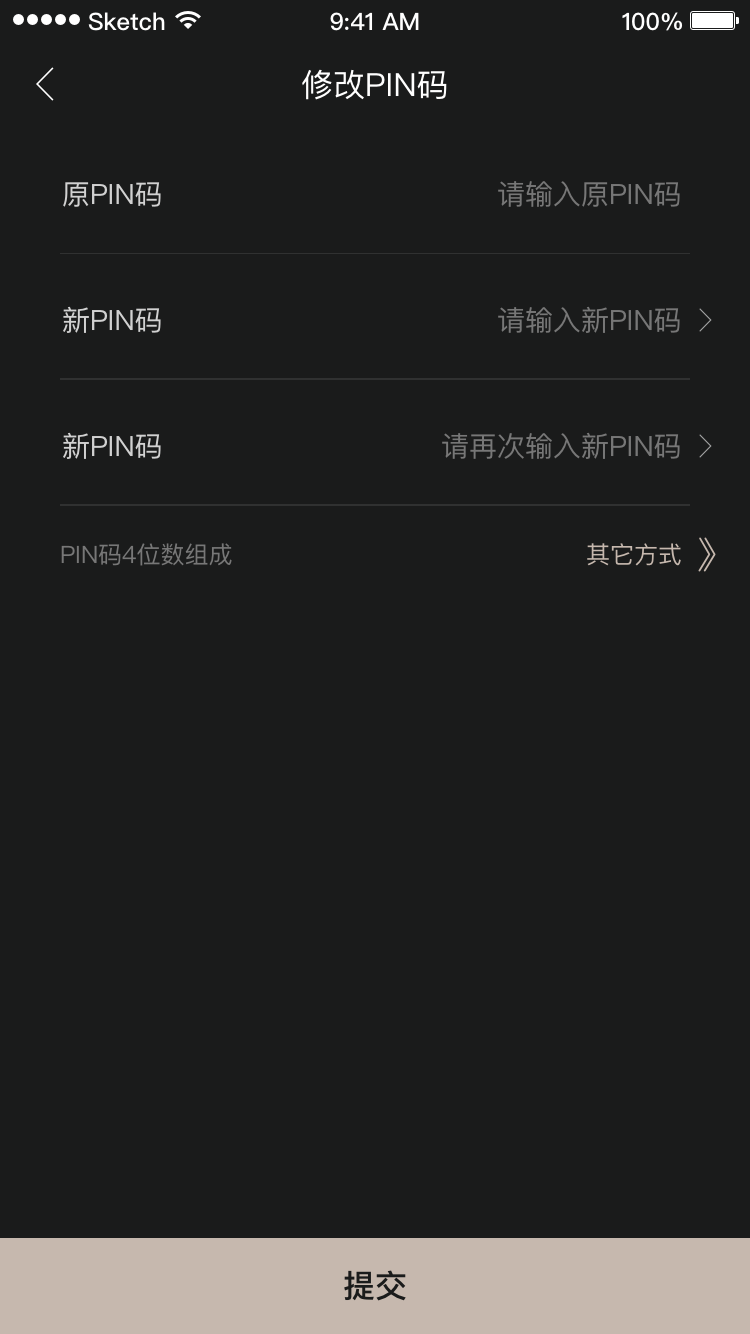 Sketch 9:41 AM 100%
修改PIN码
原PIN码 请输入原PIN码
新PIN码 请输入新PIN码
新PIN码 请再次输入新PIN码
PIN码4位数组成 其它方式
提交